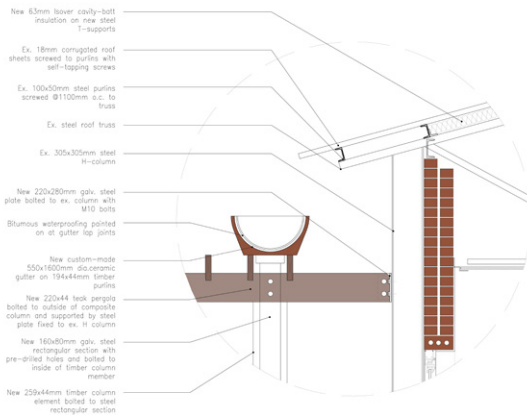 New 63mm Isover cavity-batt
insulation on new steel
T-supports
Ex. 18mm corrugated roof
sheets screwed to purlins with
self-tapping screws
Ex. 100x50mm steel purlins
screwed @1100mm o.c. to
truss
Ex. steel roof truss
Ex. 305x305mm steel
H-column
New 220x280mm galv. steel
plate bolted to ex. column with
M10 bolts
Bitumous waterproofing painted
on at gutter lap joints
New custom-made
550x1600mm dia.ceramic
gutter on 194x44mm timber
purlins
New 220x44 teak pergola
bolted to outside of composite
column and supported by steel
plate fixed to ex. H column
New 160x80mm galv. steel
rectangular section with
pre-drilled holes and bolted to
inside of timber column
member
New 259x44mm timber column
element bolted to steel
rectangular section